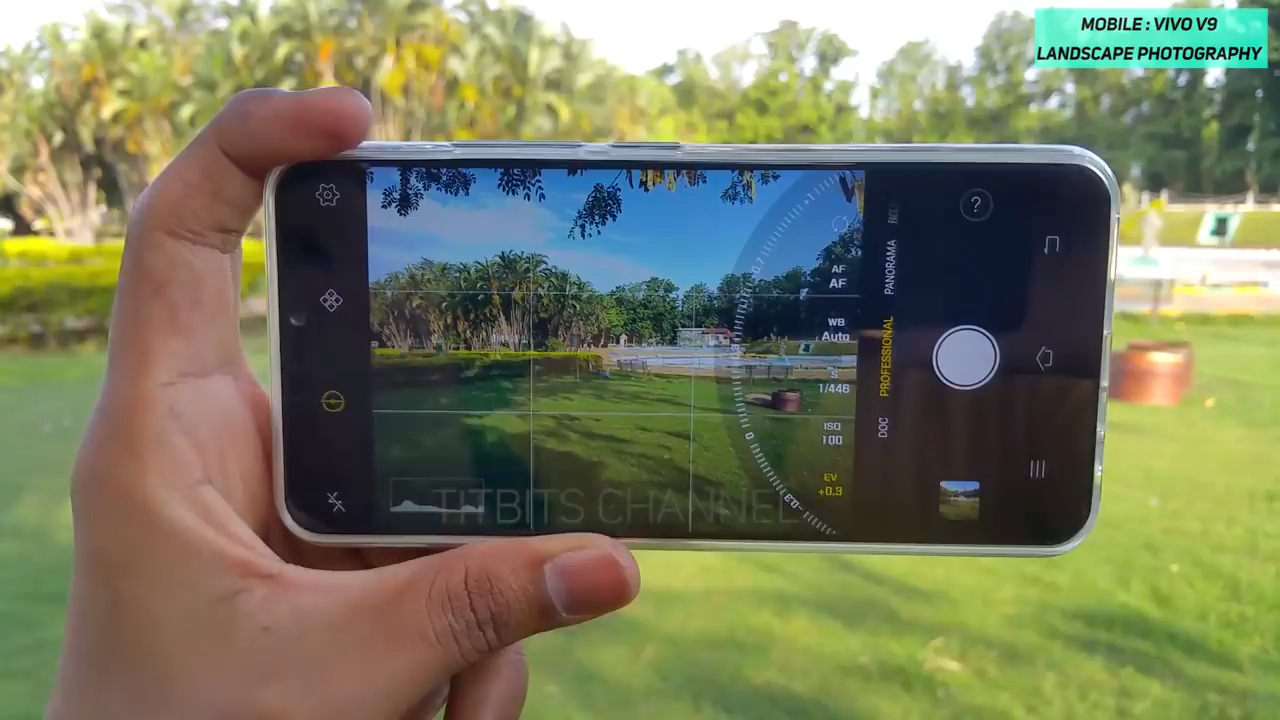 MOBILE : VIVO V9
LANDSCAPE PHOTOGRAPHY
?
PANORAMA
PROFESSIONAL
DOC
AF
AF
WB
Auto
S
1/446
ISO
100
EV
+0.9
TITBITS CHANNEL